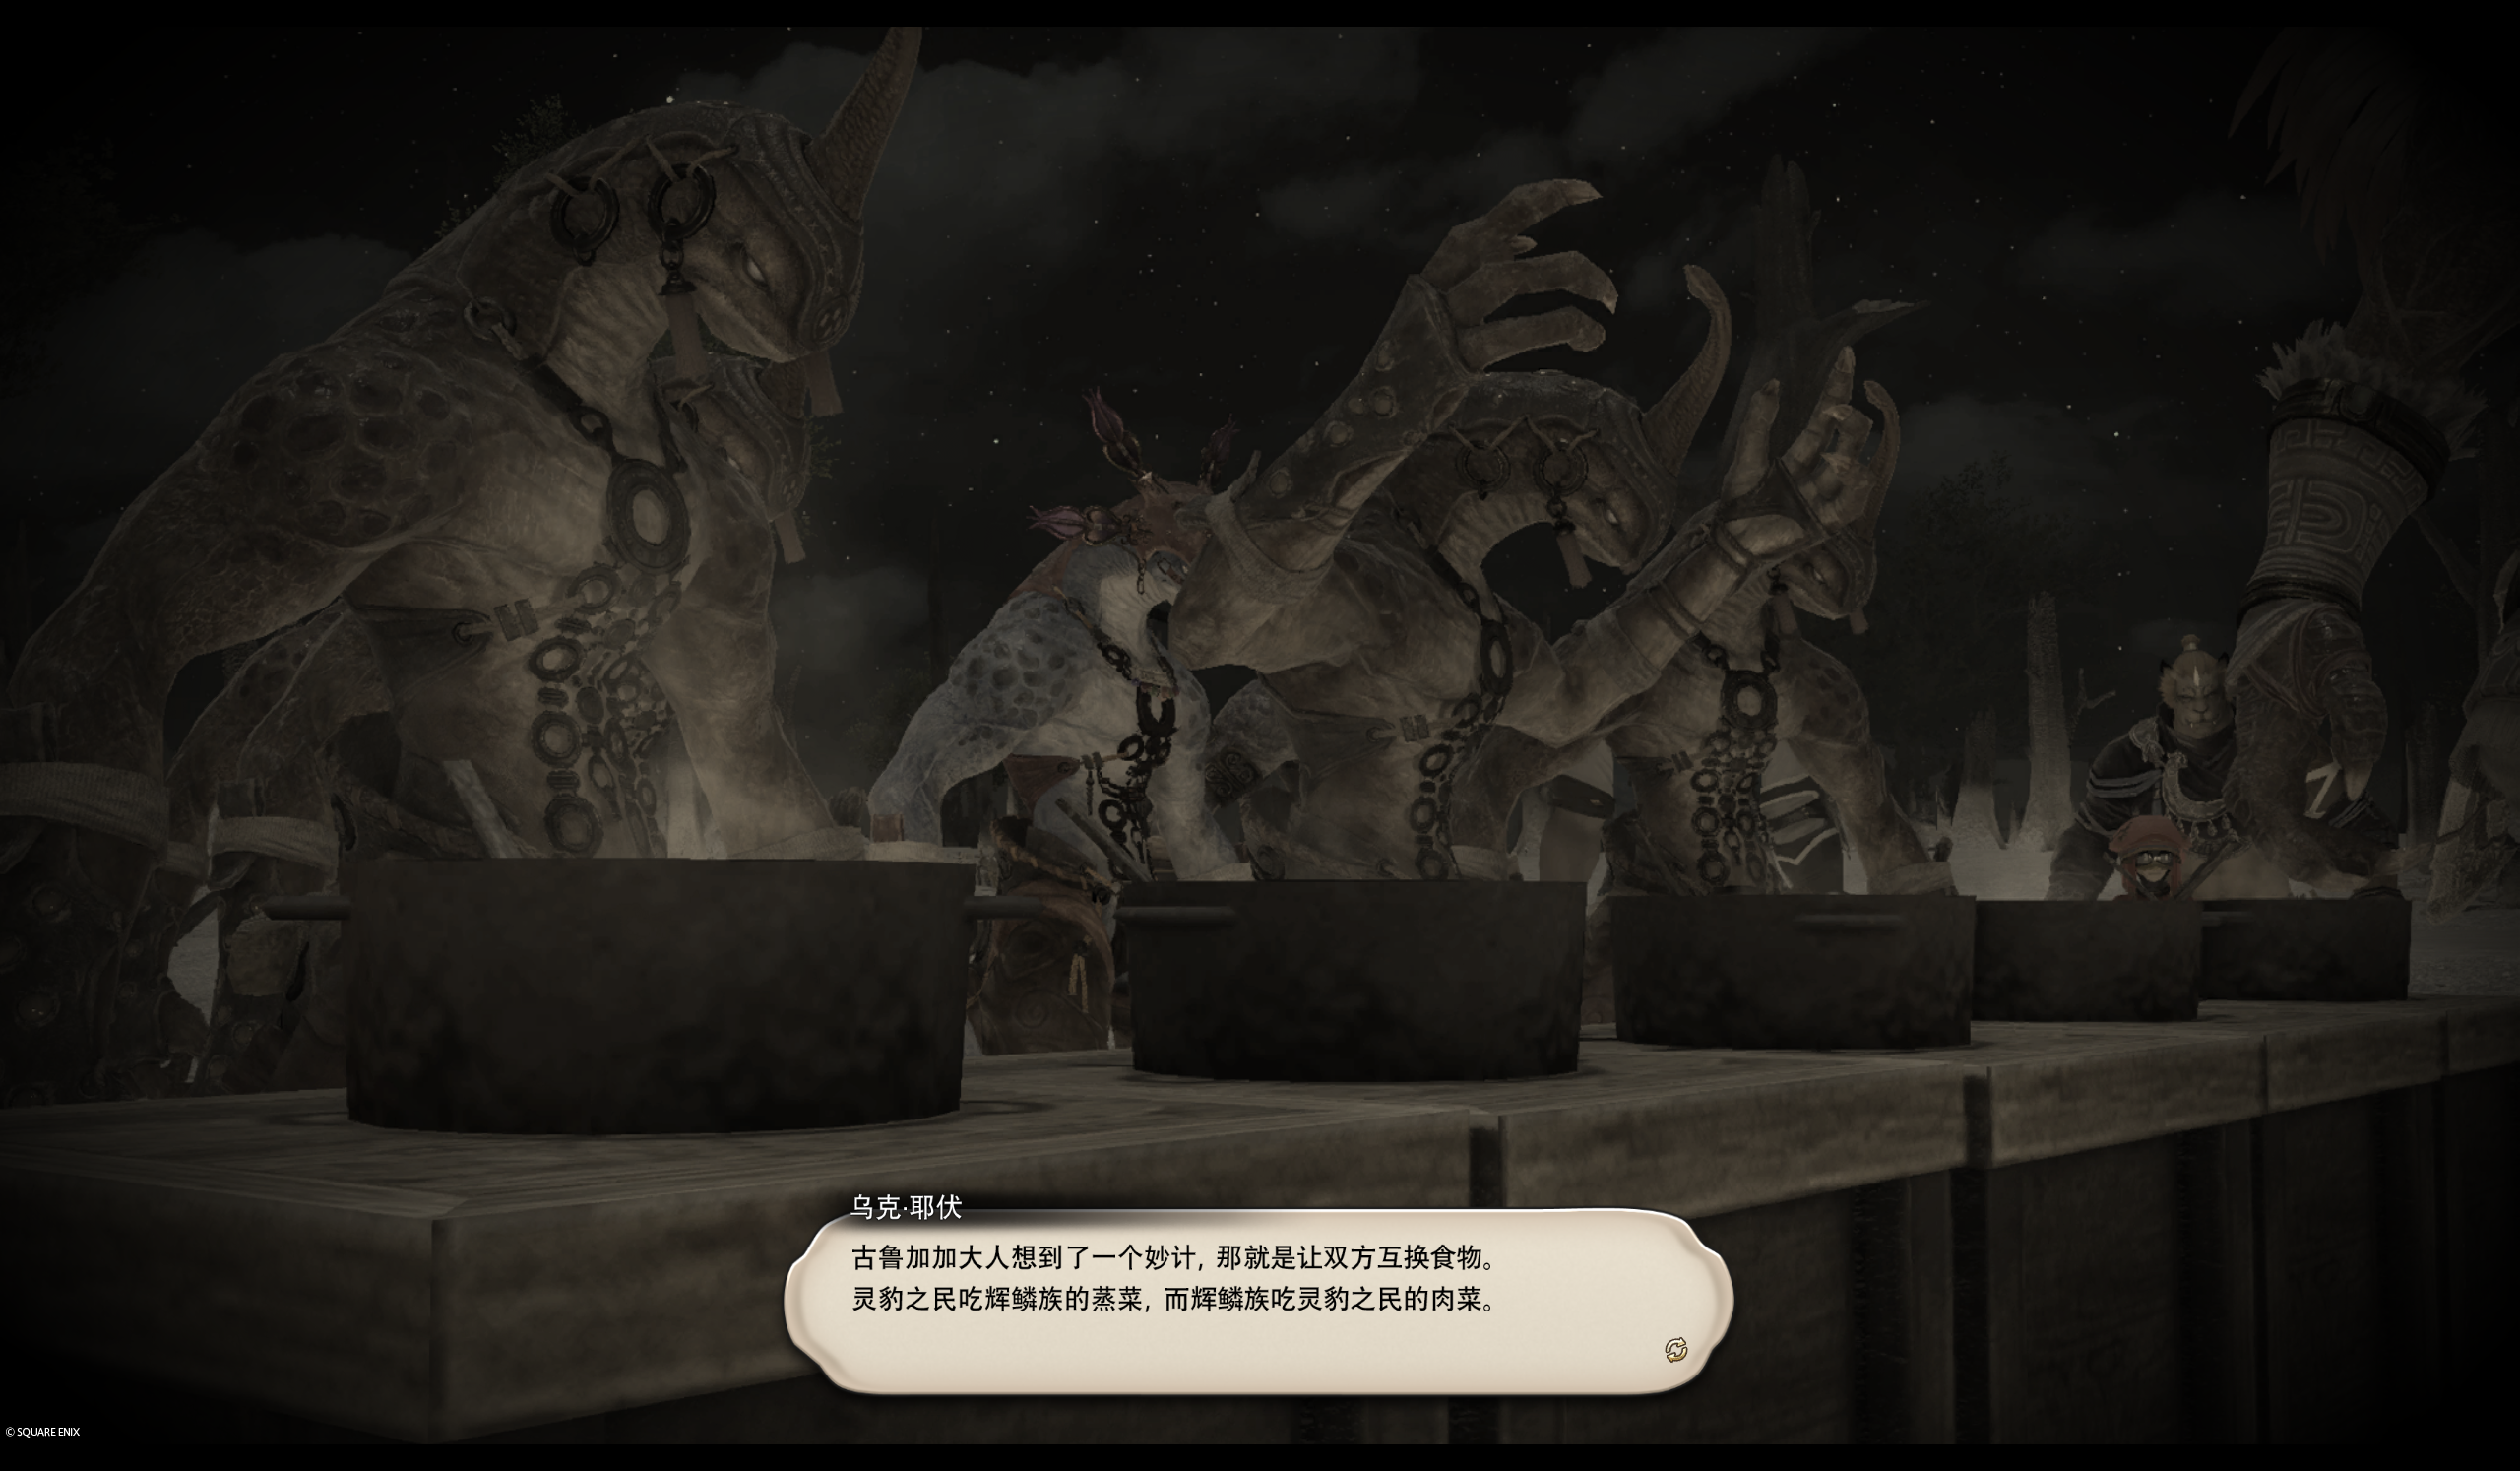 乌克·耶伏
古鲁加加大人想到了一个妙计，那就是让双方互换食物。
灵豹之民吃辉鳞族的蒸菜，而辉鳞族吃灵豹之民的肉菜。
© SQUARE ENIX